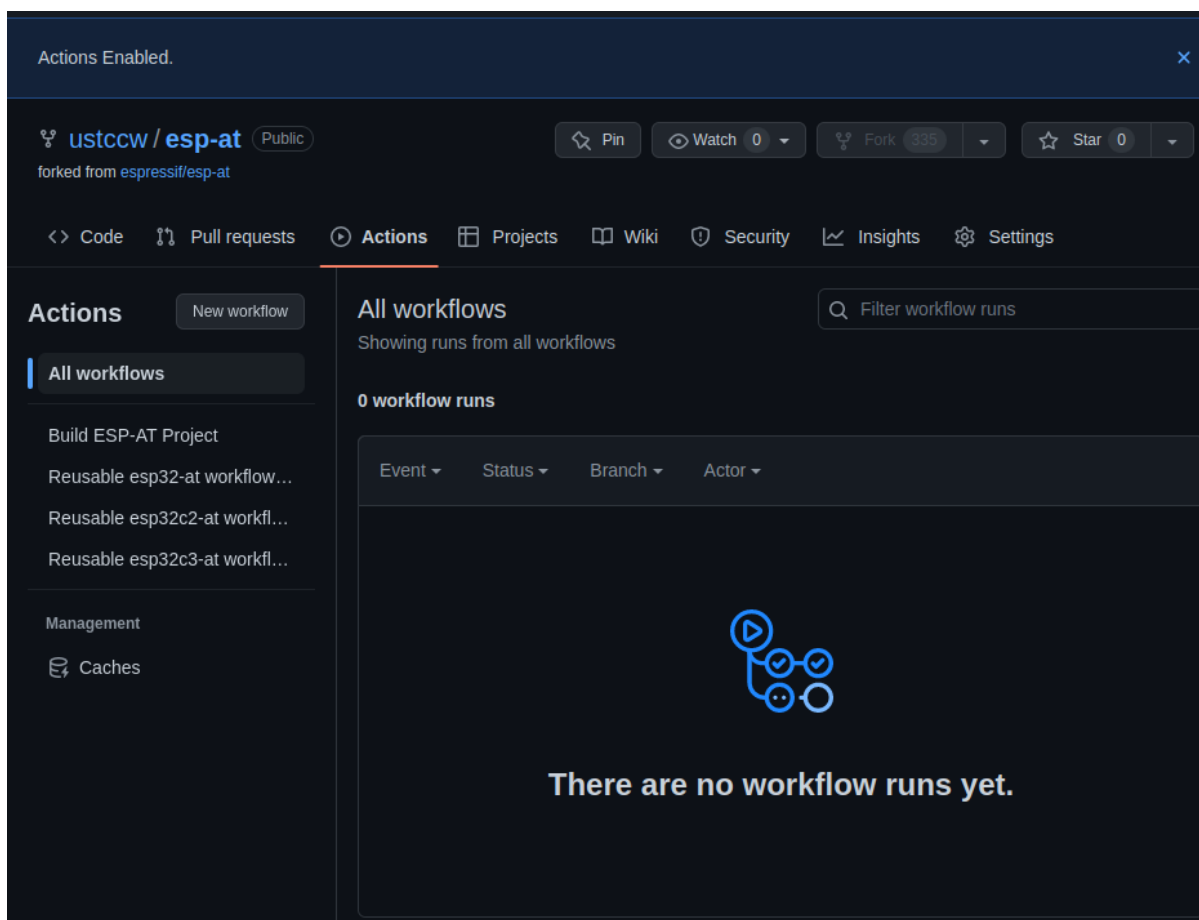 Actions Enabled.
ustccw / esp-at Public
Pin
Watch 0
Fork 335
Star 0
forked from espressif/esp-at
Code
Pull requests
Actions
Projects
Wiki
Security
Insights
Settings
Actions
New workflow
All workflows
Build ESP-AT Project
Reusable esp32-at workflow…
Reusable esp32c2-at workfl…
Reusable esp32c3-at workfl…
Management
Caches
All workflows
Showing runs from all workflows
Filter workflow runs
0 workflow runs
Event
Status
Branch
Actor
There are no workflow runs yet.